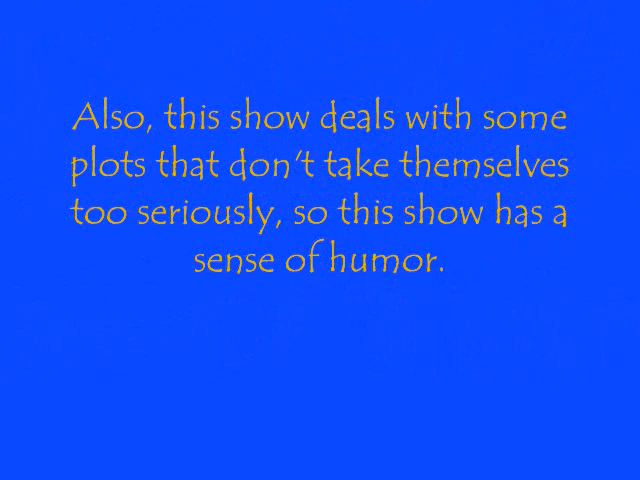 Also, this show deals with some
plots that don't take themselves
too seriously, so this show has a
sense of humor.